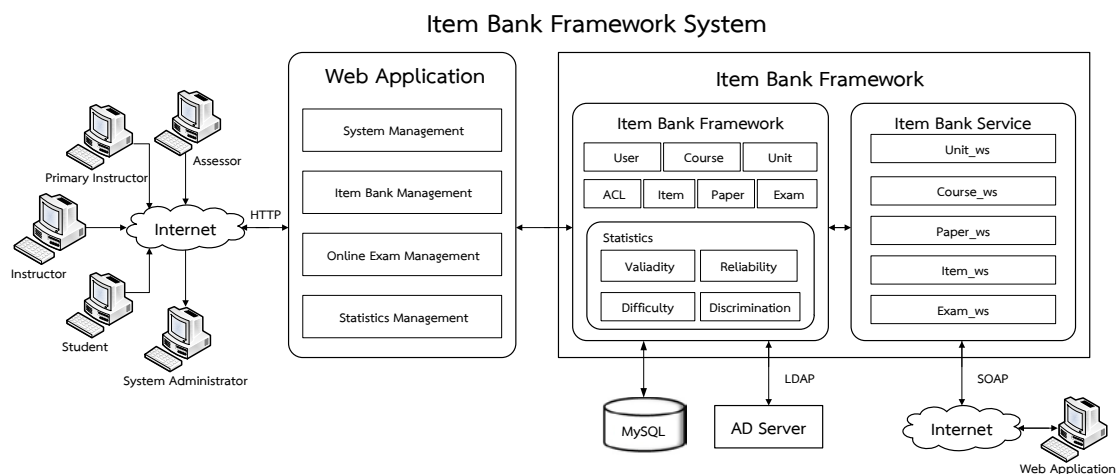 Item Bank Framework System
Web Application
System Management
Item Bank Management
Online Exam Management
Statistics Management
Primary Instructor
Assessor
Instructor
Student
System Administrator
Internet
HTTP
Item Bank Framework
Item Bank Framework
User
Course
Unit
ACL
Item
Paper
Exam
Statistics
Valiadity
Reliability
Difficulty
Discrimination
Item Bank Service
Unit_ws
Course_ws
Paper_ws
Item_ws
Exam_ws
MySQL
LDAP
AD Server
SOAP
Internet
Web Application